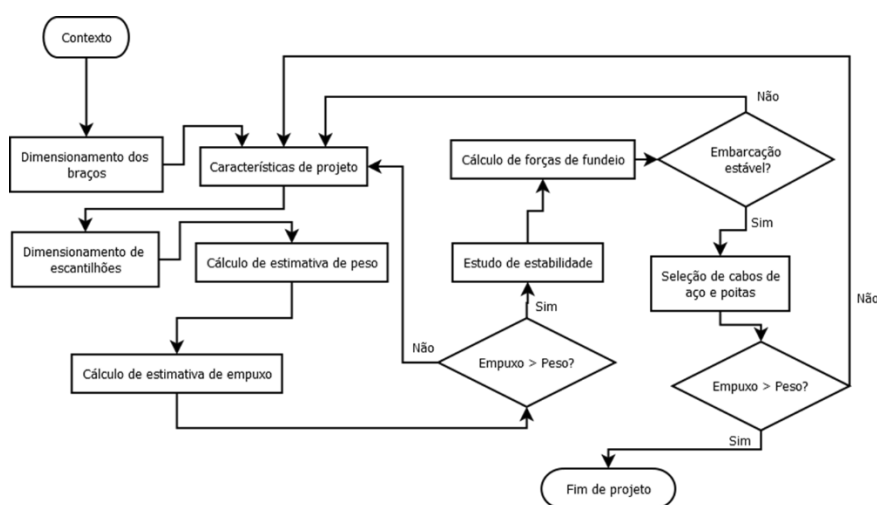 Contexto
Dimensionamento dos
braços
Características de projeto
Dimensionamento de
escantilhões
Cálculo de estimativa de peso
Cálculo de estimativa de empuxo
Não
Empuxo > Peso?
Sim
Estudo de estabilidade
Cálculo de forças de fundeio
Embarcação
estável?
Não
Sim
Seleção de cabos de
aço e poitas
Não
Empuxo > Peso?
Sim
Fim de projeto